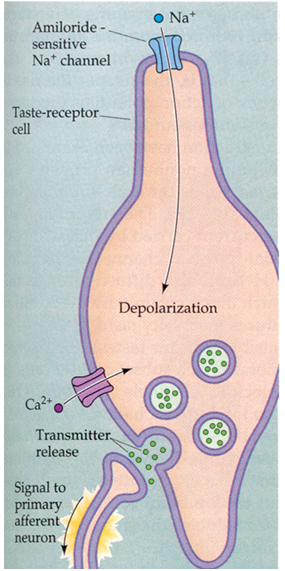 Na⁺
Amiloride -
sensitive
Na⁺ channel
Taste-receptor
cell
Depolarization
Ca²⁺
Transmitter
release
Signal to
primary
afferent
neuron